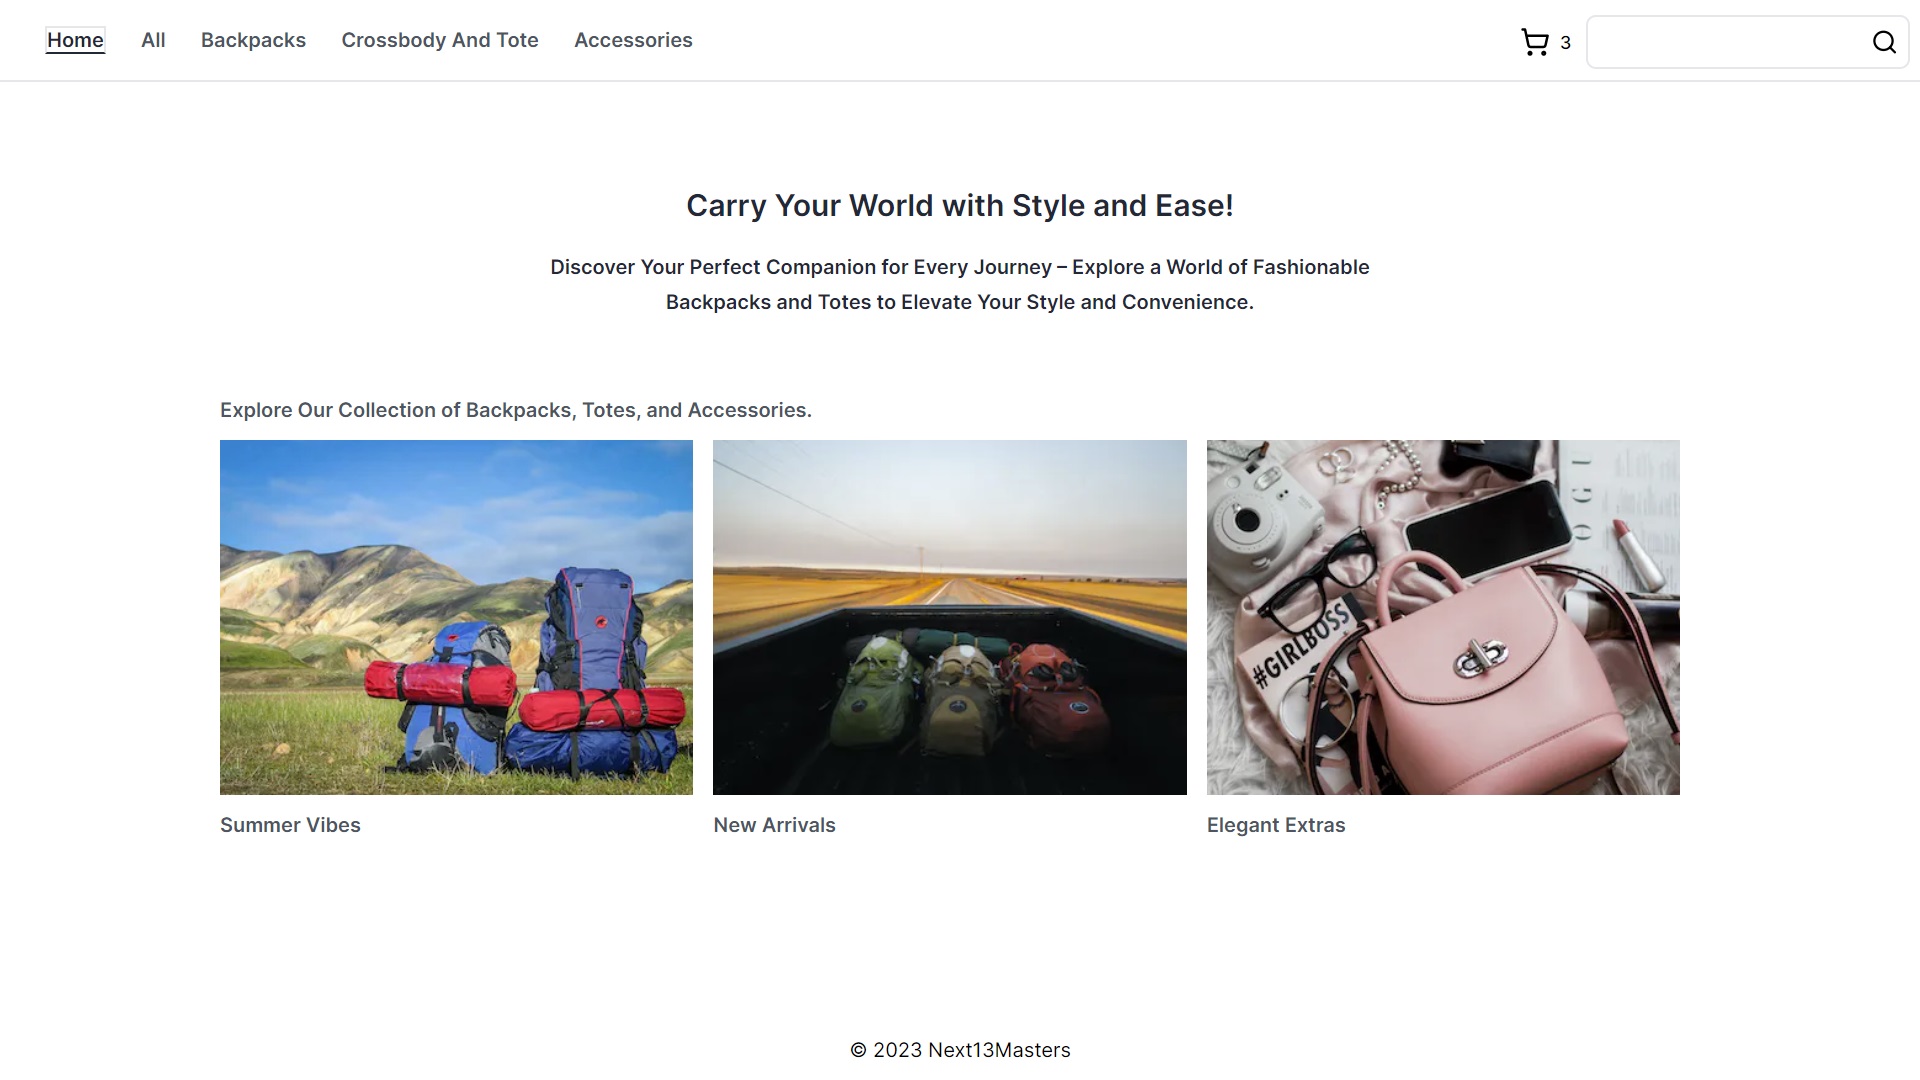 Home All Backpacks Crossbody And Tote Accessories 3
Carry Your World with Style and Ease!
Discover Your Perfect Companion for Every Journey – Explore a World of Fashionable
Backpacks and Totes to Elevate Your Style and Convenience.
Explore Our Collection of Backpacks, Totes, and Accessories.
#GIRLBOSS
Summer Vibes
New Arrivals
Elegant Extras
© 2023 Next13Masters